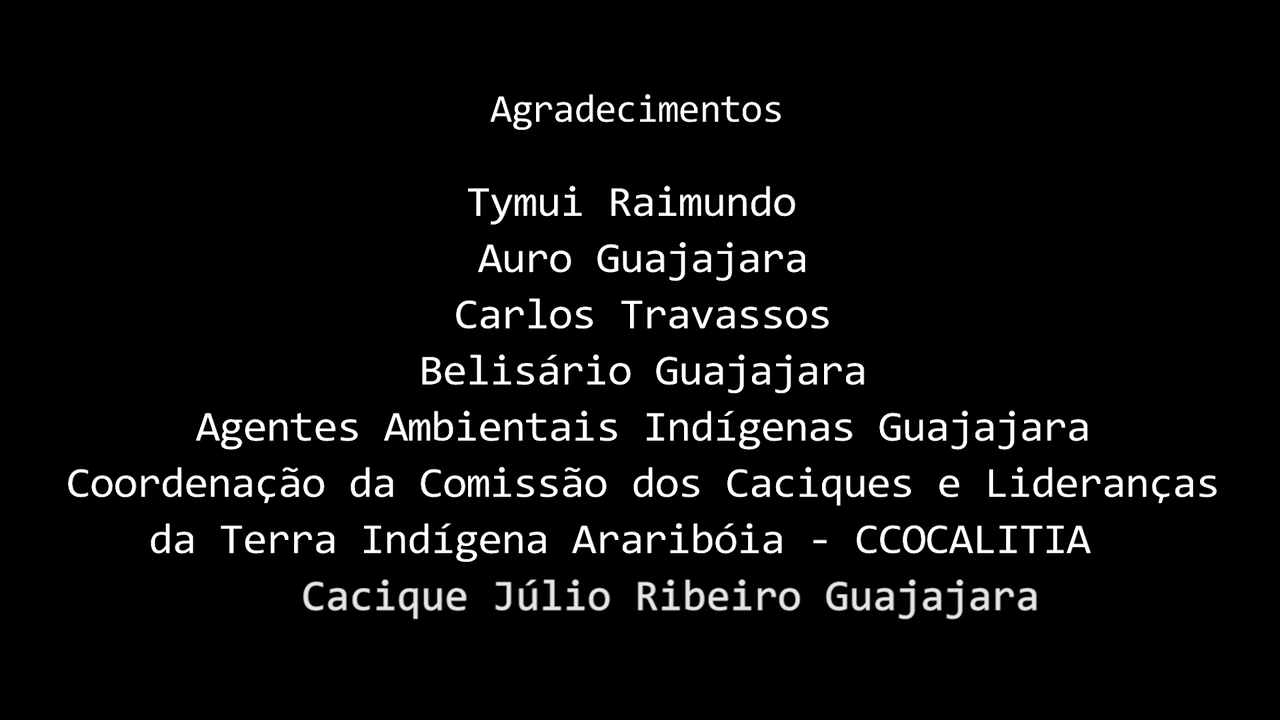 Agradecimentos
Tymui Raimundo
Auro Guajajara
Carlos Travassos
Belisário Guajajara
Agentes Ambientais Indígenas Guajajara
Coordenação da Comissão dos Caciques e Lideranças
da Terra Indígena Araribóia - CCOCALITIA
Cacique Júlio Ribeiro Guajajara